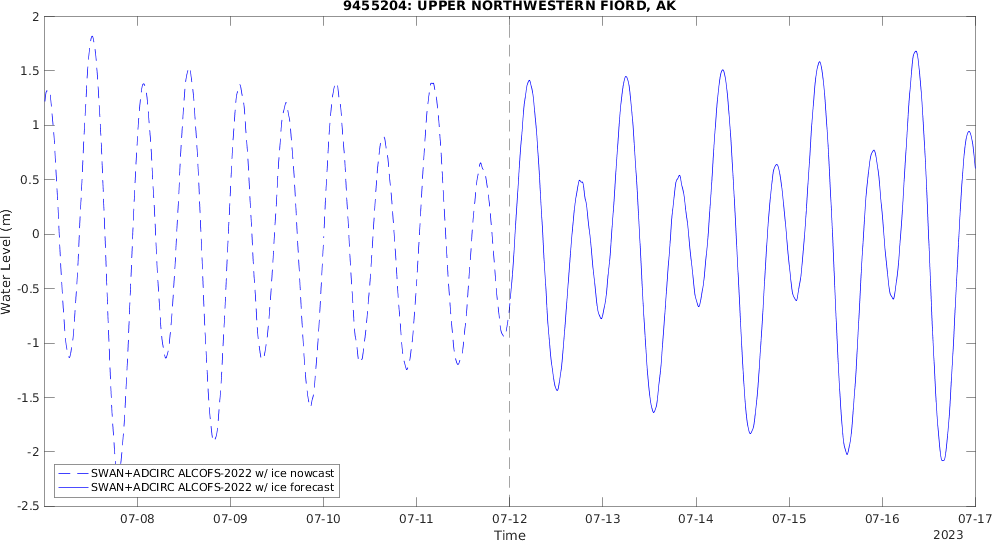 9455204: UPPER NORTHWESTERN FIORD, AK
2
1.5
1
0.5
0
-0.5
-1
-1.5
-2
-2.5
Water Level (m)
SWAN+ADCIRC ALCOFS-2022 w/ ice nowcast
SWAN+ADCIRC ALCOFS-2022 w/ ice forecast
07-08 07-09 07-10 07-11 07-12 07-13 07-14 07-15 07-16 07-17
Time
2023